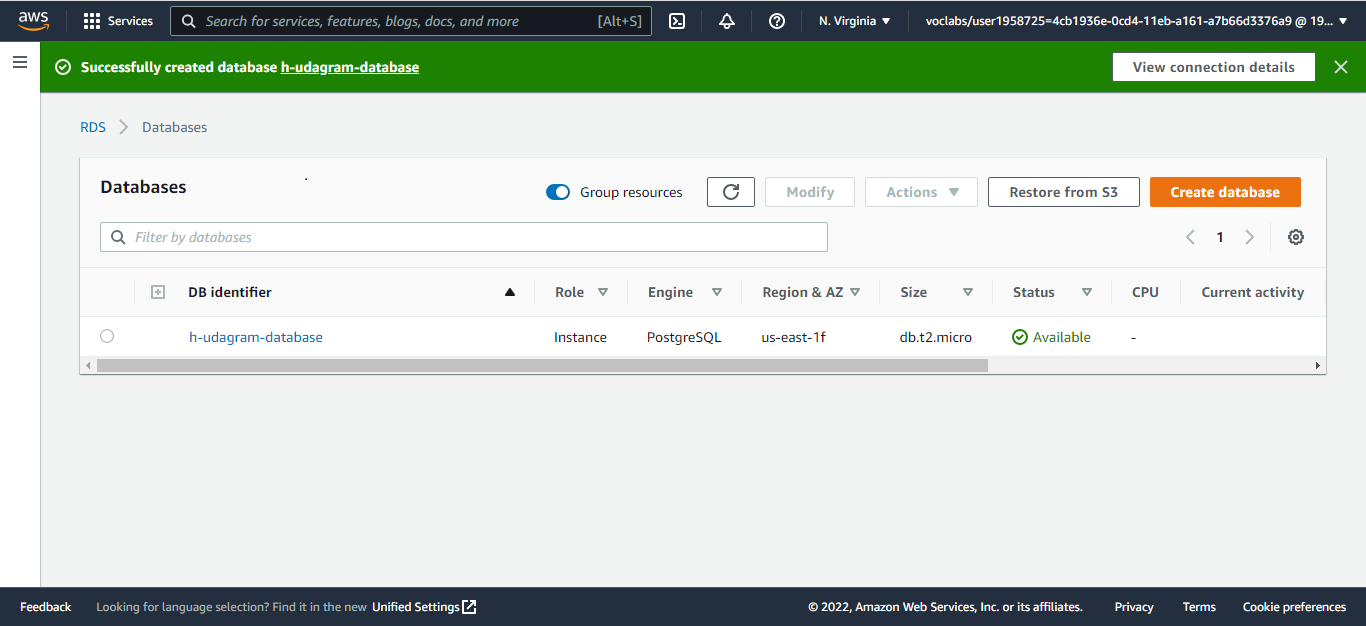 aws Services Search for services, features, blogs, docs, and more [Alt+S] N. Virginia voclabs/user1958725=4cb1936e-0cd4-11eb-a161-a7b66d3376a9 @ 19...
Successfully created database h-udagram-database View connection details
RDS Databases
Databases Group resources Modify Actions Restore from S3 Create database
Filter by databases 1
DB identifier Role Engine Region & AZ Size Status CPU Current activity
h-udagram-database Instance PostgreSQL us-east-1f db.t2.micro Available -
Feedback Looking for language selection? Find it in the new Unified Settings © 2022, Amazon Web Services, Inc. or its affiliates. Privacy Terms Cookie preferences